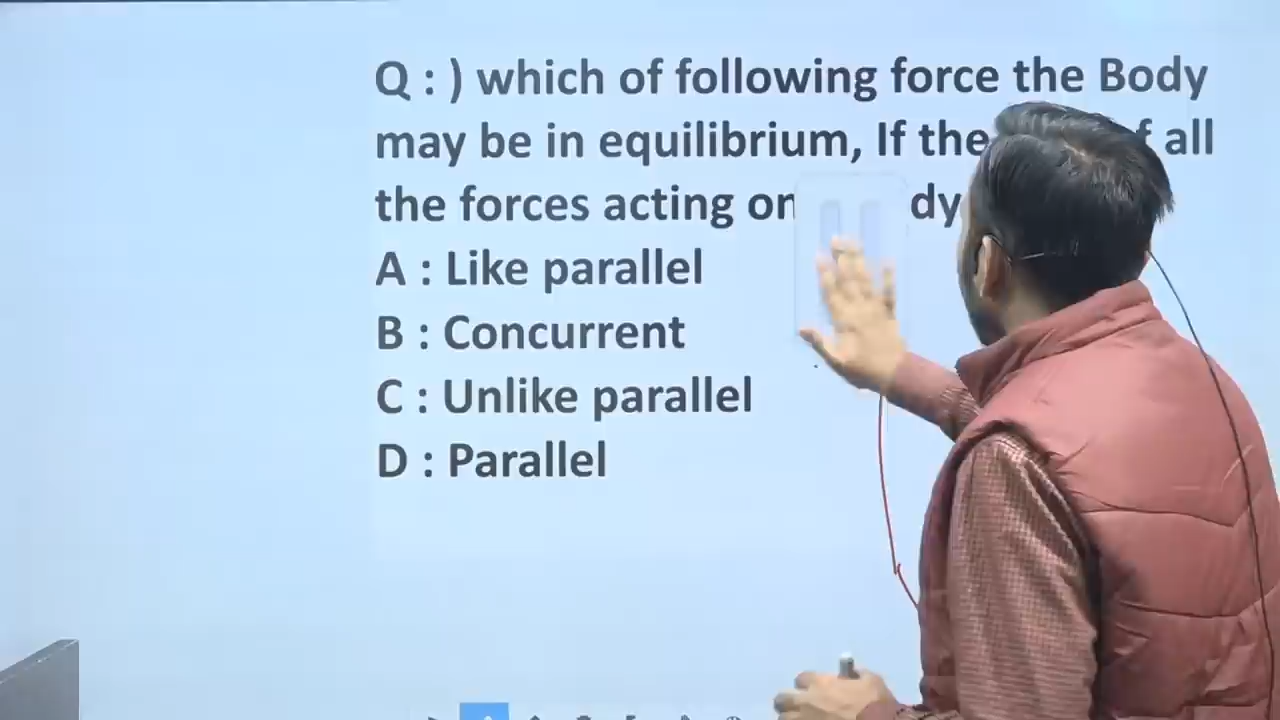 Q : ) which of following force the Body
may be in equilibrium, If the all
the forces acting on
A : Like parallel
B : Concurrent
C : Unlike parallel
D : Parallel